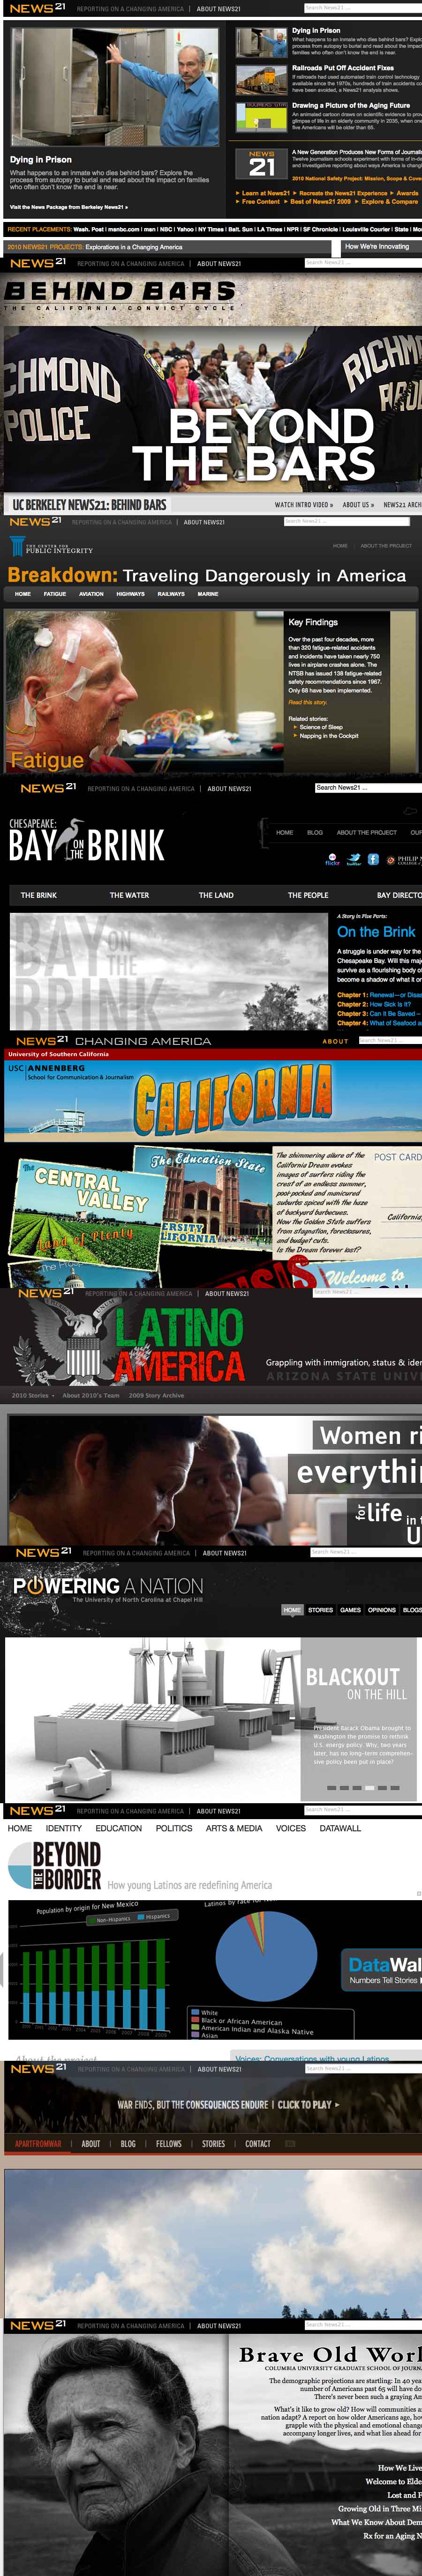 NEWS21 REPORTING ON A CHANGING AMERICA | ABOUT NEWS21 Search News21 ...
Dying in Prison
What happens to an inmate who dies behind bars?
process from autopsy to burial and read about the impact
families who often don't know the end is near.
Railroads Put Off Accident Fixes
If railroads had used automated train control technology
available since the 1970s, hundreds of train accidents
have been avoided, a News21 analysis shows.
Drawing a Picture of the Aging Future
An animated cartoon draws on scientific evidence to
glimpse of life in an elderly community in 2036, when one
five Americans will be older than 65.
Dying in Prison
What happens to an inmate who dies behind bars? Explore the
process from autopsy to burial and read about the impact on families
who often don't know the end is near.
Visit the News Package from Berkeley News21 »
NEWS 21
A New Generation Produces New Forms of
Twelve journalism schools experiment with forms of
and investigative reporting about ways America is
2010 National Safety Project: Mission, Scope &
Learn at News21 Recreate the News21 Experience Awards
Free Content Best of News21 2009 Explore & Compare
RECENT PLACEMENTS: Wash. Post | msnbc.com | msn | NBC | Yahoo | NY Times | Balt. Sun | LA Times | NPR | SF Chronicle | Louisville Courier | State |
2010 NEWS21 PROJECTS: Explorations in a Changing America
How We're Innovating
NEWS21 REPORTING ON A CHANGING AMERICA | ABOUT NEWS21 Search News21 ...
BEHIND BARS
THE CALIFORNIA CONVICT CYCLE
CHMOND
POLICE
RICHM
BEYOND
THE BARS
UC BERKELEY NEWS21: BEHIND BARS
WATCH INTRO VIDEO » ABOUT US » NEWS21 ARCH
NEWS21 REPORTING ON A CHANGING AMERICA | ABOUT NEWS21 Search News21 ...
THE CENTER FOR
PUBLIC INTEGRITY
HOME ABOUT THE PROJECT
Breakdown: Traveling Dangerously in America
HOME FATIGUE AVIATION HIGHWAYS RAILWAYS MARINE
Key Findings
Over the past four decades, more
than 320 fatigue-related accidents
and incidents have taken nearly 750
lives in airplane crashes alone. The
NTSB has issued 138 fatigue-related
safety recommendations since 1967.
Only 68 have been implemented.
Read this story.
Related stories:
Science of Sleep
Napping in the Cockpit
Fatigue
NEWS21 REPORTING ON A CHANGING AMERICA | ABOUT NEWS21 Search News21 ...
CHESAPEAKE:
BAY ON THE BRINK
HOME BLOG ABOUT THE PROJECT OUR
flickr twitter facebook PHILIP
THE BRINK THE WATER THE LAND THE PEOPLE BAY DIRECTO
A Story in Five Parts:
On the Brink
A struggle is under way for the
Chesapeake Bay. Will this
survive as a flourishing body of
become a shadow of what it
Chapter 1: Renewal—or
Chapter 2: How Sick Is It?
Chapter 3: Can It Be Saved –
Chapter 4: What of Seafood
NEWS21 CHANGING AMERICA ABOUT Search News21 ...
University of Southern California
USC ANNENBERG
School for Communication & Journalism
CALIFORNIA
The CENTRAL VALLEY
Land of Plenty
The Education State
ERSITY
LIFORNIA
The shimmering allure of the
California Dream evokes
images of surfers riding the
crest of an endless summer,
poor-pocked and manicured
suburbs spiced by the haze
of backyard barbecues.
Now the Golden State suffers
from stagnation, foreclosures,
and budget cuts.
Is the Dream forever lost?
POST CARD
California
Welcome to
NEWS21 REPORTING ON A CHANGING AMERICA | ABOUT NEWS21 Search News21 ...
LATINO
AMERICA
Grappling with immigration, status &
ARIZONA STATE UNIV
2010 Stories About 2010's Team 2009 Story Archive
Women
everythi
for life in
U
NEWS21 REPORTING ON A CHANGING AMERICA | ABOUT NEWS21 Search News21 ...
POWERING A NATION
The University of North Carolina at Chapel Hill
HOME STORIES GAMES OPINIONS BLOGS
BLACKOUT
ON THE HILL
President Barack Obama brought to
Washington the promise to rethink
U.S. energy policy. Why, two years
later, has no long-term comprehen-
sive policy been put in place?
NEWS21 REPORTING ON A CHANGING AMERICA | ABOUT NEWS21 Search News21 ...
HOME IDENTITY EDUCATION POLITICS ARTS & MEDIA VOICES DATAWALL
BEYOND THE BORDER
How young Latinos are redefining America
Population by origin for New Mexico
Non-Hispanics Hispanics
Latinos by race for
White
Black or African American
American Indian and Alaska Native
Asian
DataWal
Numbers Tell Stories
About the project
Voices: Conversations with young Latinos
NEWS21 REPORTING ON A CHANGING AMERICA | ABOUT NEWS21 Search News21 ...
WAR ENDS, BUT THE CONSEQUENCES ENDURE | CLICK TO PLAY
APARTFROMWAR | ABOUT | BLOG | FELLOWS | STORIES | CONTACT
NEWS21 REPORTING ON A CHANGING AMERICA | ABOUT NEWS21 Search News21 ...
Brave Old Worl
COLUMBIA UNIVERSITY GRADUATE SCHOOL OF JOURN
The demographic projections are startling: In 40
number of Americans past 65 will have
There's never been such a graying
What's it like to grow old? How will communities
nation adapt? A report on how older Americans age,
grapple with the physical and emotional
accompany longer lives, and what lies ahead for
How We Live
Welcome to
Lost and
Growing Old in Three
What We Know About
Rx for an Aging